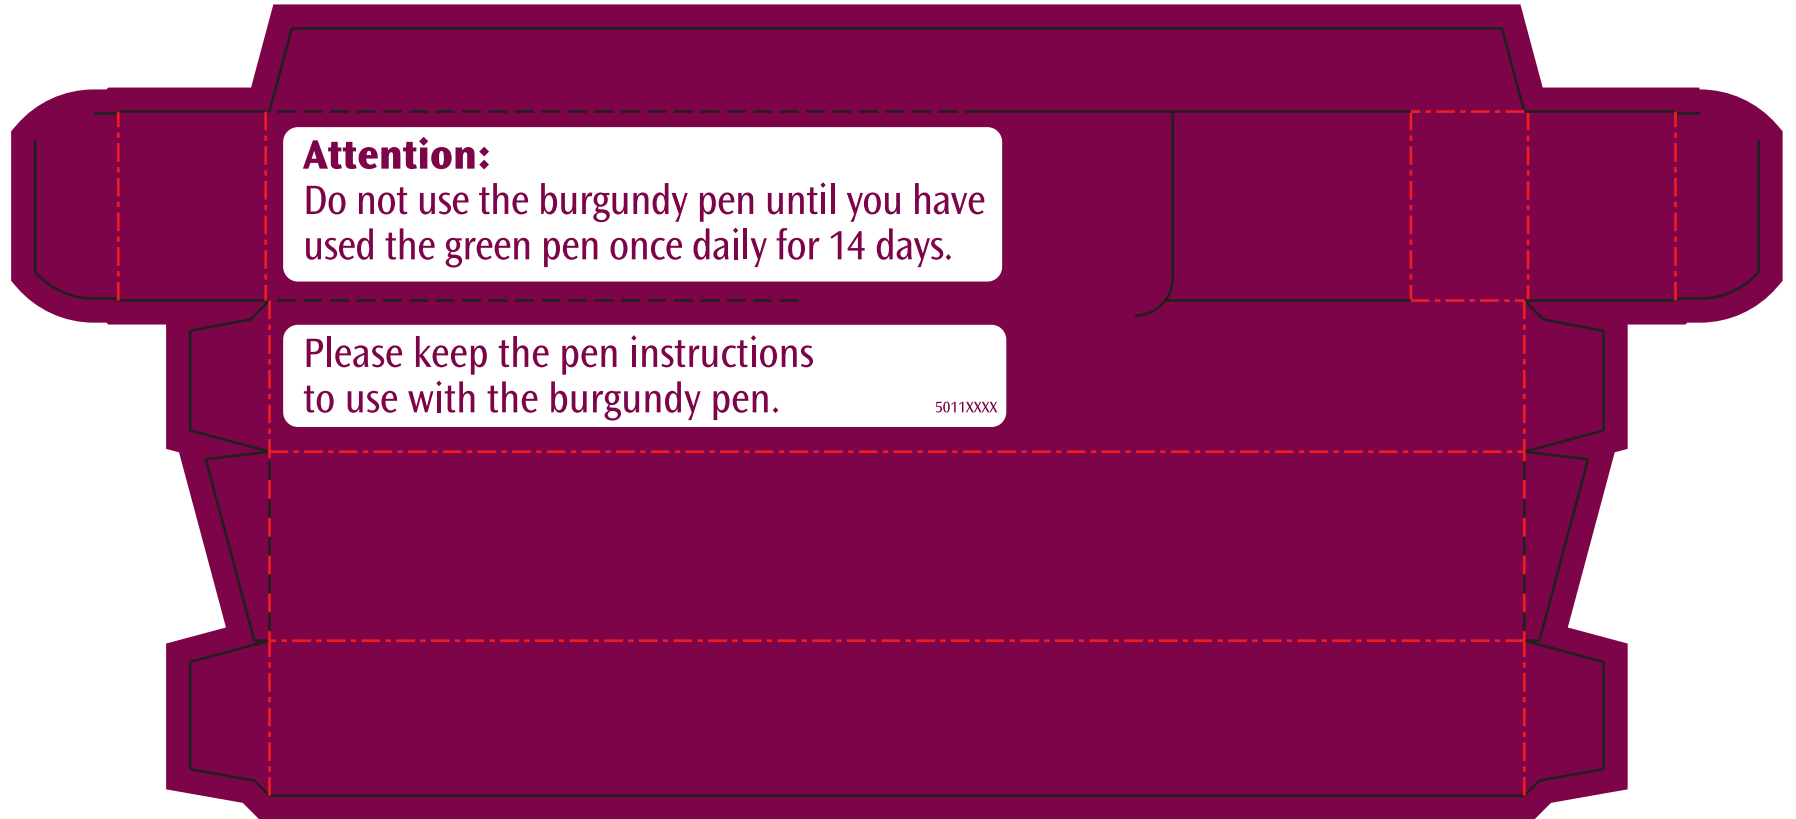 Attention:
Do not use the burgundy pen until you have
used the green pen once daily for 14 days.
Please keep the pen instructions
to use with the burgundy pen.
5011XXXX